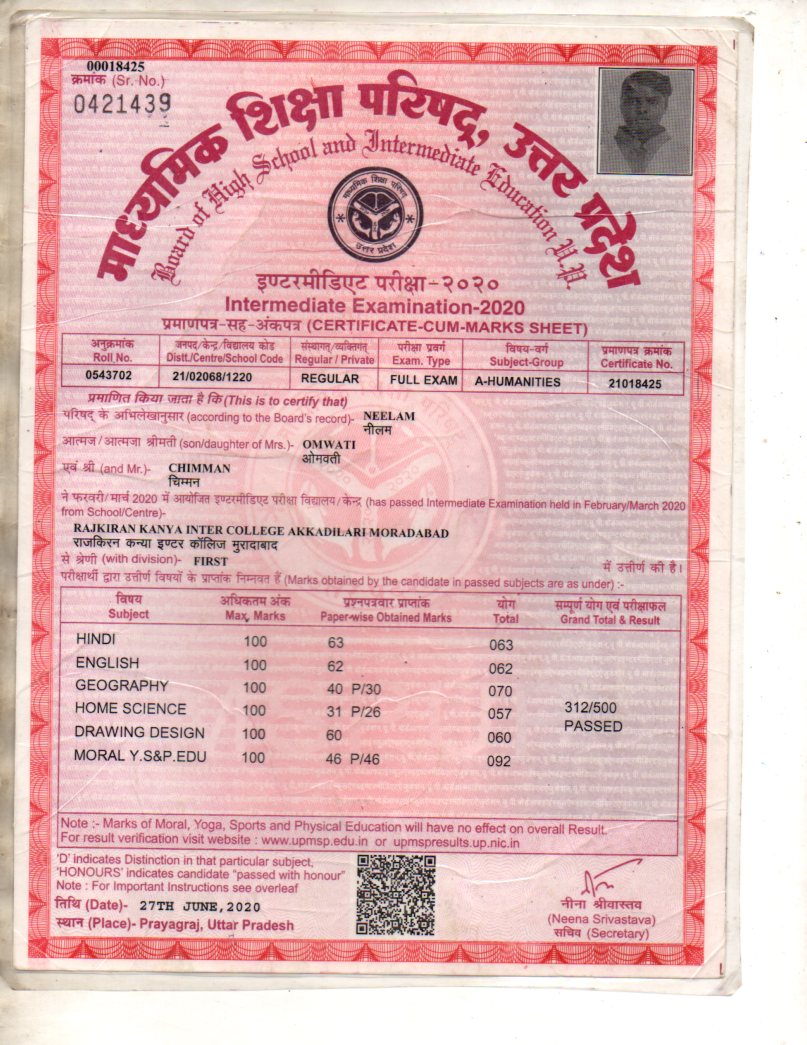 00018425
क्रमांक (Sr. No.)
0421439
माध्यमिक शिक्षा परिषद्, उत्तर प्रदेश
Board of High School and Intermediate Education U.P.
माध्यमिक शिक्षा परिषद्
उत्तर प्रदेश
इण्टरमीडिएट परीक्षा-२०२०
Intermediate Examination-2020
प्रमाणपत्र-सह-अंकपत्र (CERTIFICATE-CUM-MARKS SHEET)
अनुक्रमांक जनपद/केन्द्र/विद्यालय कोड संस्थागत/व्यक्तिगत परीक्षा प्रवर्ग विषय-वर्ग प्रमाणपत्र क्रमांक
Roll No. Distt./Centre/School Code Regular / Private Exam. Type Subject-Group Certificate No.
0543702 21/02068/1220 REGULAR FULL EXAM A-HUMANITIES 21018425
प्रमाणित किया जाता है कि (This is to certify that)
परिषद् के अभिलेखानुसार (according to the Board's record)- NEELAM
नीलम
आत्मज/आत्मजा श्रीमती (son/daughter of Mrs.)- OMWATI
ओमवती
एवं श्री (and Mr.)- CHIMMAN
चिम्मन
ने फरवरी/मार्च 2020 में आयोजित इण्टरमीडिएट परीक्षा विद्यालय/केन्द्र (has passed Intermediate Examination held in February/March 2020
from School/Centre)-
RAJKIRAN KANYA INTER COLLEGE AKKADILARI MORADABAD
राजकिरन कन्या इण्टर कॉलिज मुरादाबाद
से श्रेणी (with division)- FIRST में उत्तीर्ण की है।
परीक्षार्थी द्वारा उत्तीर्ण विषयों के प्राप्तांक निम्नवत हैं (Marks obtained by the candidate in passed subjects are as under) :-
विषय अधिकतम अंक प्रश्नपत्रवार प्राप्तांक योग सम्पूर्ण योग एवं परीक्षाफल
Subject Max. Marks Paper-wise Obtained Marks Total Grand Total & Result
HINDI 100 63 063
ENGLISH 100 62 062
GEOGRAPHY 100 40 P/30 070
HOME SCIENCE 100 31 P/26 057 312/500
DRAWING DESIGN 100 60 060 PASSED
MORAL Y.S&P.EDU 100 46 P/46 092
Note :- Marks of Moral, Yoga, Sports and Physical Education will have no effect on overall Result.
For result verification visit website : www.upmsp.edu.in or upmspresults.up.nic.in
'D' indicates Distinction in that particular subject,
'HONOURS' indicates candidate "passed with honour"
Note : For Important Instructions see overleaf
तिथि (Date)- 27TH JUNE,2020
स्थान (Place)- Prayagraj, Uttar Pradesh
नीना श्रीवास्तव
(Neena Srivastava)
सचिव (Secretary)